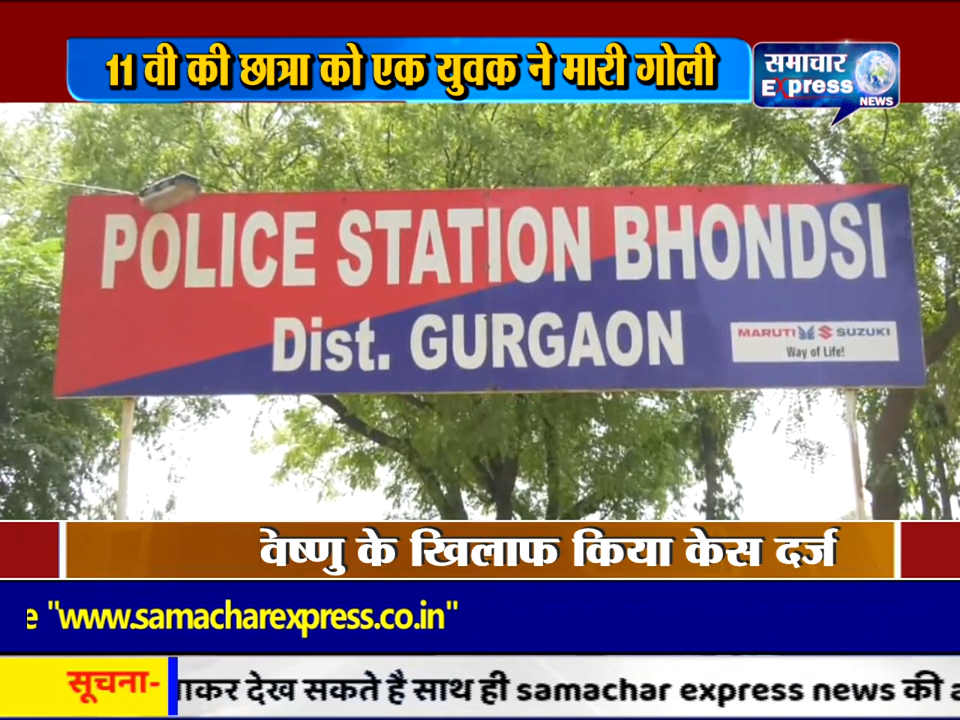 11 वी की छात्रा को एक युवक ने मारी गोली
समाचार
Express
NEWS
POLICE STATION BHONDSI
Dist. GURGAON
MARUTI SUZUKI
Way of Life!
के खिलाफ किया केस दर्ज
"www.samacharexpress.co.in"
सूचना-
देख सकते है साथ ही samachar express news की